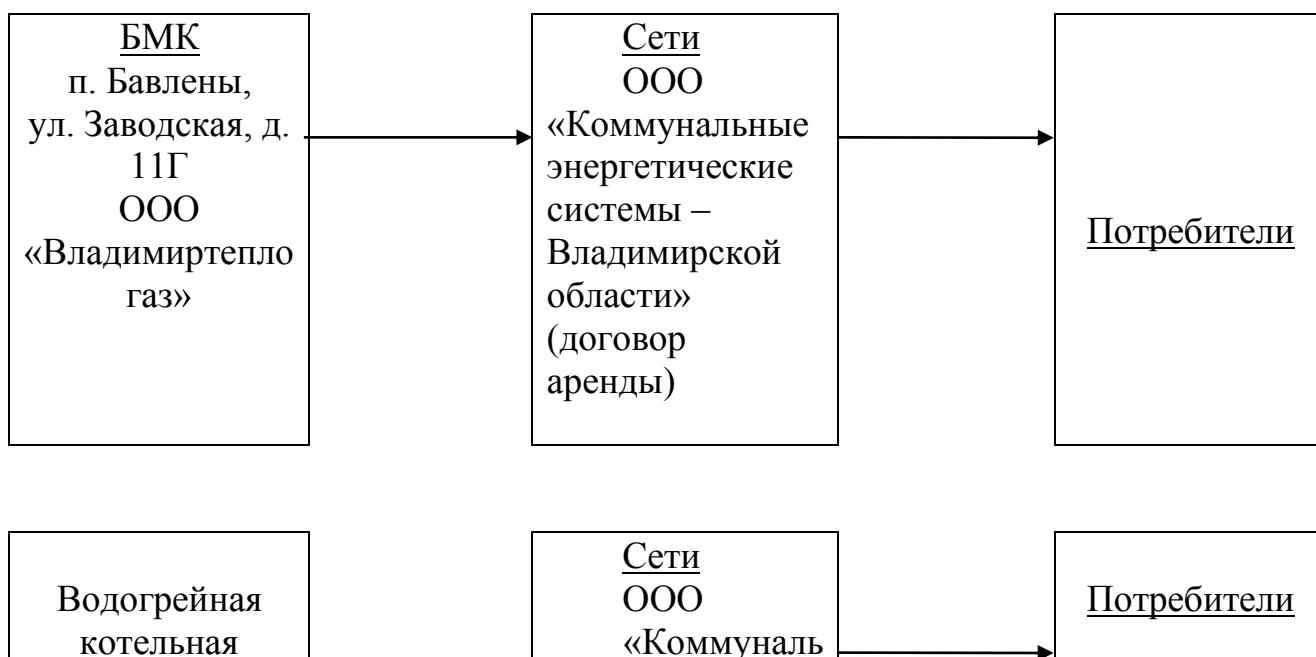 БМК
п. Бавлены,
ул. Заводская, д.
11Г
ООО
«Владимиртепло
газ»
Сети
ООО
«Коммунальные
энергетические
системы –
Владимирской
области»
(договор
аренды)
Потребители
Водогрейная
котельная
Сети
ООО
«Коммуналь
Потребители